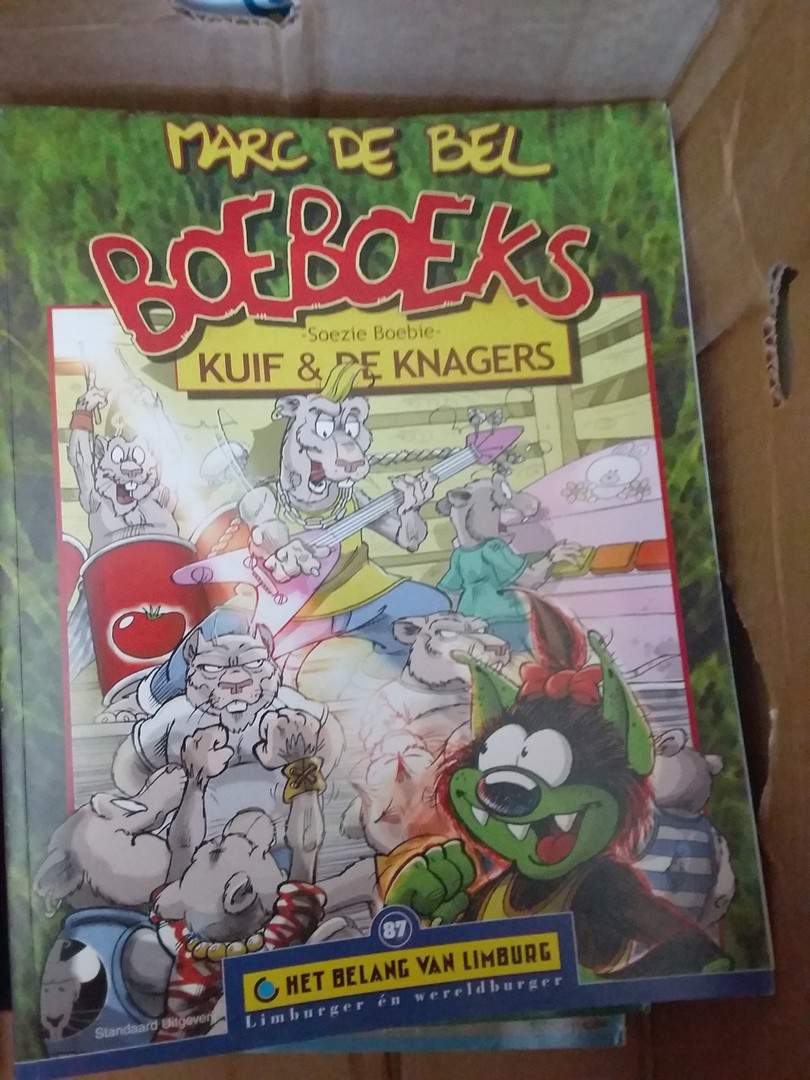 MARC DE BEL
BOEBOEKS
-Soezie Boebie-
KUIF & DE KNAGERS
87
HET BELANG VAN LIMBURG
Limburger én wereldburger
Standaard Uitgeverij